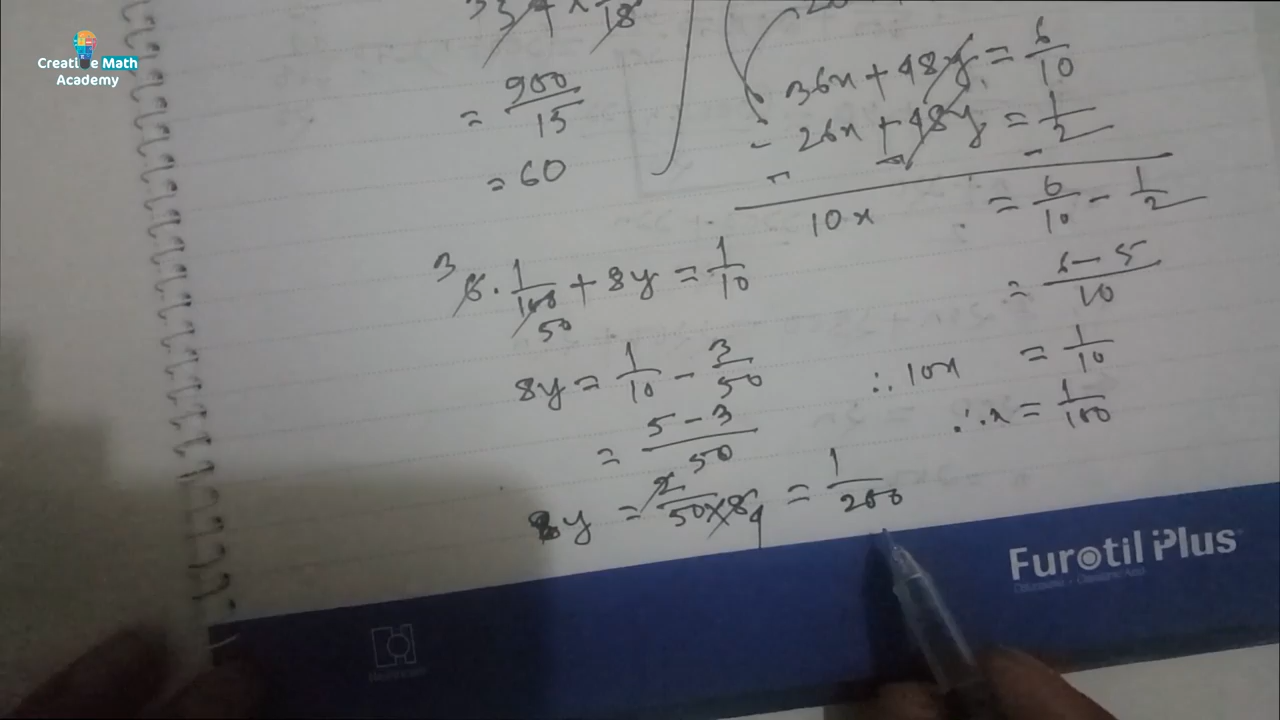 Creative Math
Academy
= 900/15
= 60
36x + 48y = 6/10
- 26x + 48y = 1/2
10x = 6/10 - 1/2
= 6-5/10
∴ 10x = 1/10
∴ x = 1/100
3 6 . 1/100 50 + 8y = 1/10
8y = 1/10 - 3/50
= 5-3/50
y = 2/50×8 4 = 1/200
Furotil Plus